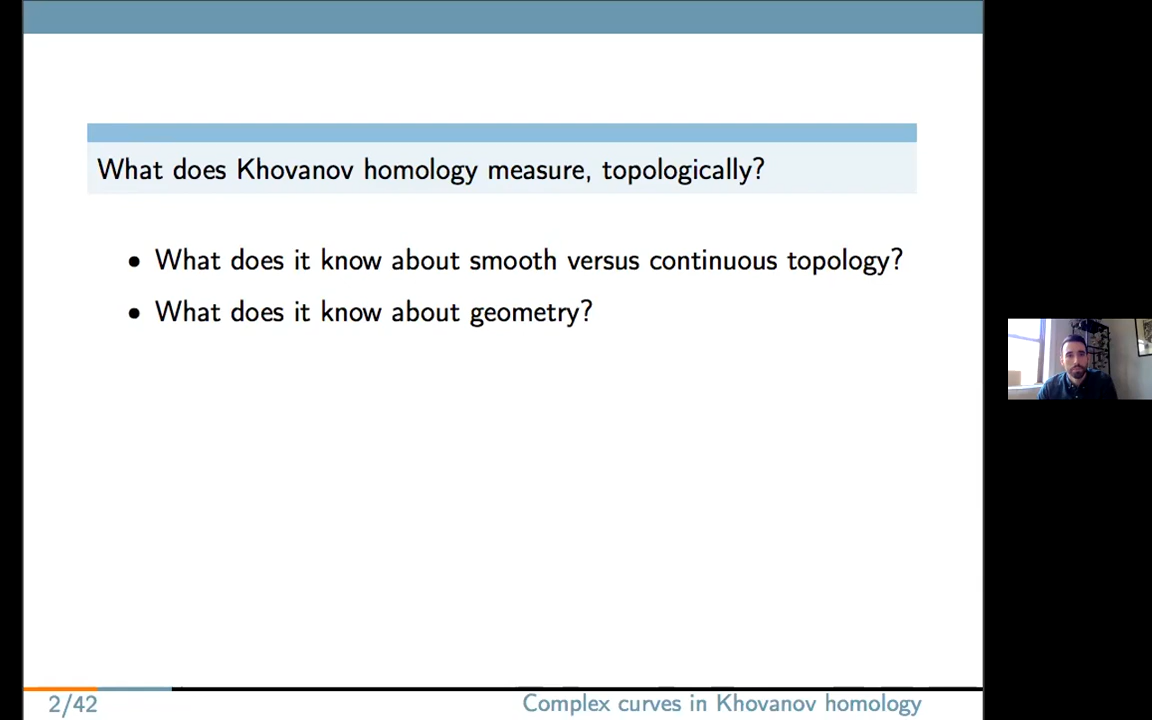 What does Khovanov homology measure, topologically?
• What does it know about smooth versus continuous topology?
• What does it know about geometry?
2/42
Complex curves in Khovanov homology